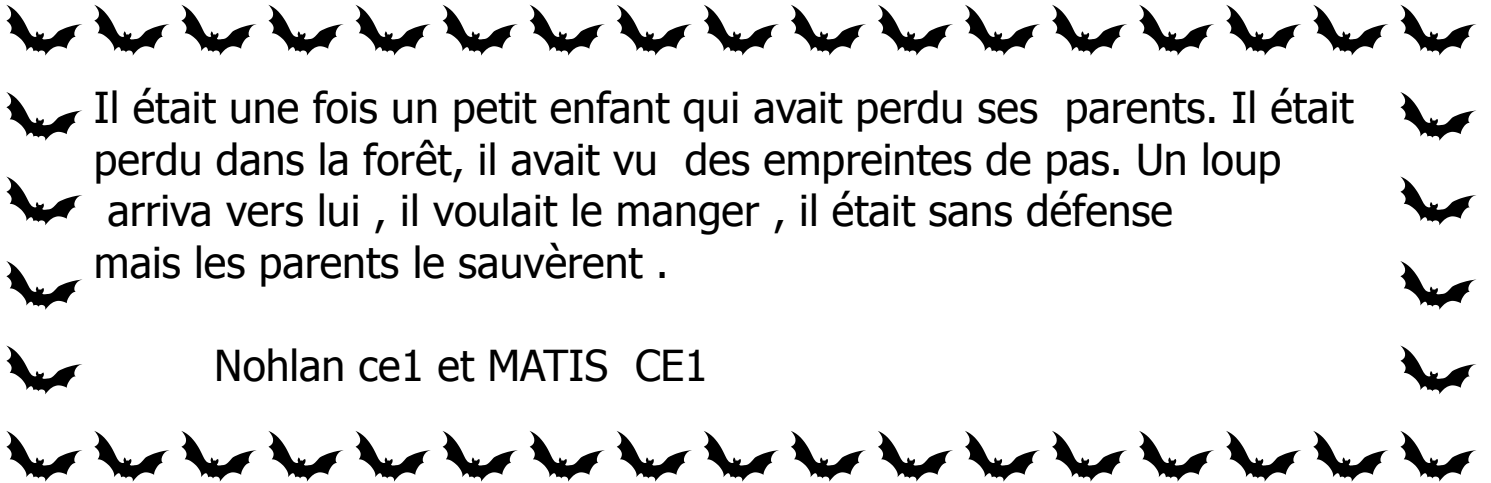 Il était une fois un petit enfant qui avait perdu ses  parents. Il était
perdu dans la forêt, il avait vu  des empreintes de pas. Un loup
 arriva vers lui , il voulait le manger , il était sans défense
mais les parents le sauvèrent .
Nohlan ce1 et MATIS  CE1